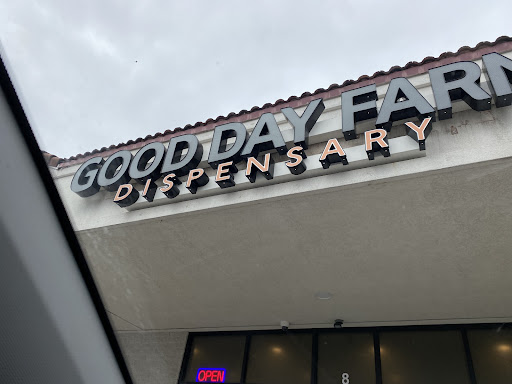 GOOD DAY FARM
DISPENSARY
OPEN
8